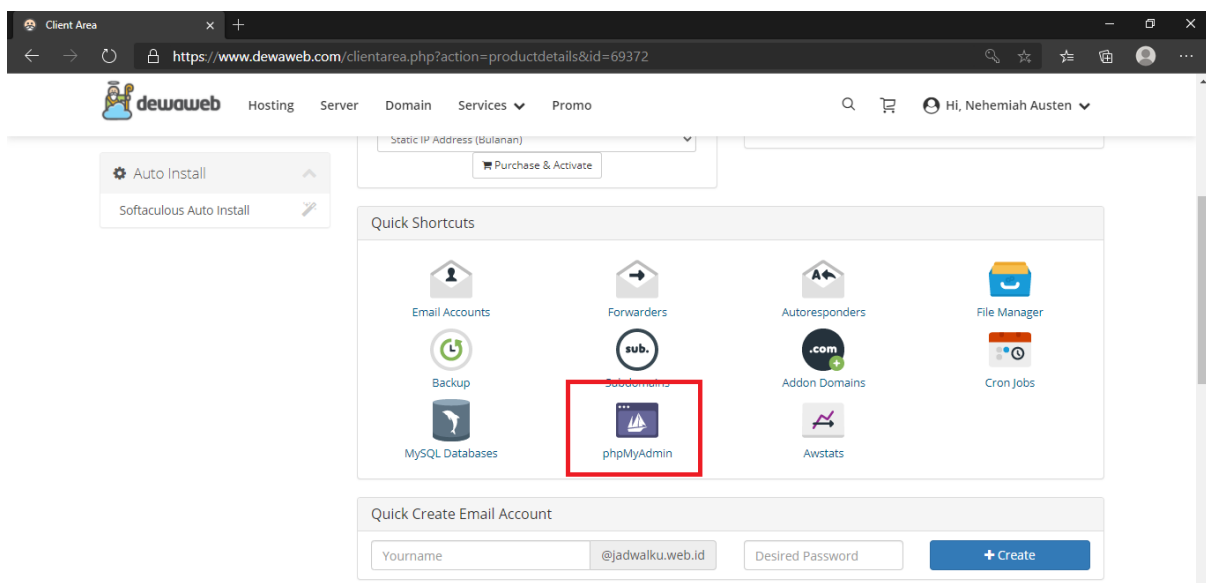 Client Area
https://www.dewaweb.com/clientarea.php?action=productdetails&id=69372
dewaweb
Hosting
Server
Domain
Services
Promo
Hi, Nehemiah Austen
Static IP Address (Bulanan)
Purchase & Activate
Auto Install
Softaculous Auto Install
Quick Shortcuts
Email Accounts
Forwarders
Autoresponders
File Manager
sub.
.com
Backup
Subdomains
Addon Domains
Cron Jobs
MySQL Databases
phpMyAdmin
Awstats
Quick Create Email Account
Yourname
@jadwalku.web.id
Desired Password
+ Create